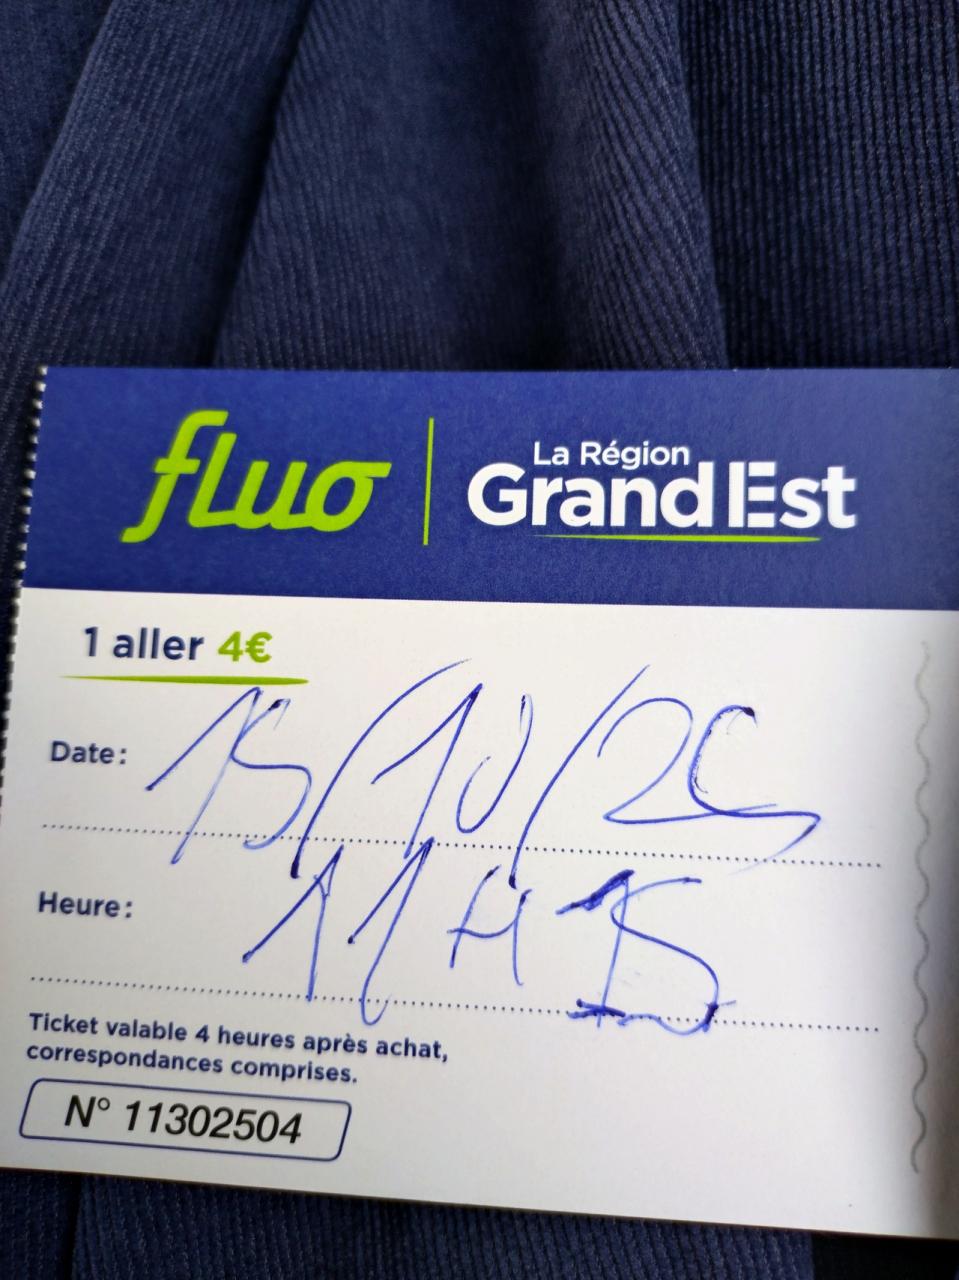 fluo
La Région
Grand Est
1 aller 4€
Date : 15/10/25
Heure : 11H15
Ticket valable 4 heures après achat,
correspondances comprises.
N° 11302504